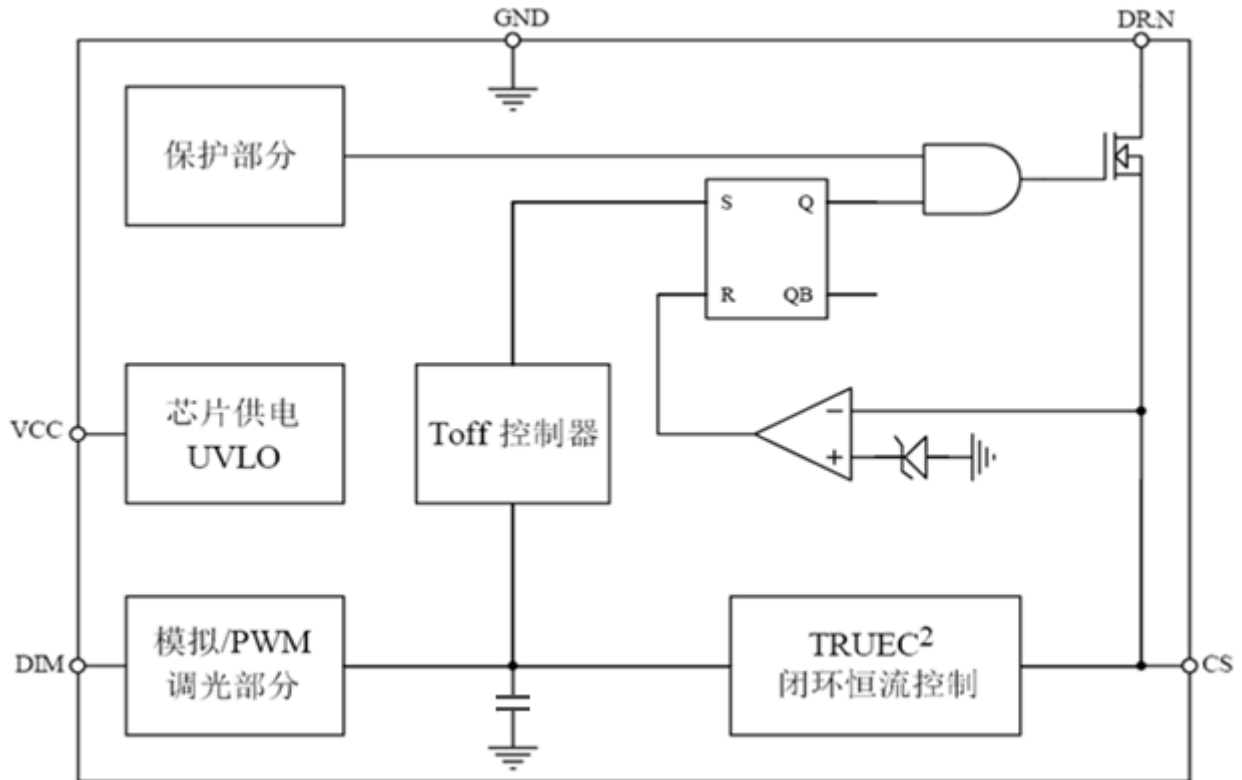 GND
DRN
保护部分
S
Q
R
QB
VCC
芯片供电
UVLO
Toff 控制器
−
+
DIM
模拟/PWM
调光部分
TRUEC²
闭环恒流控制
CS